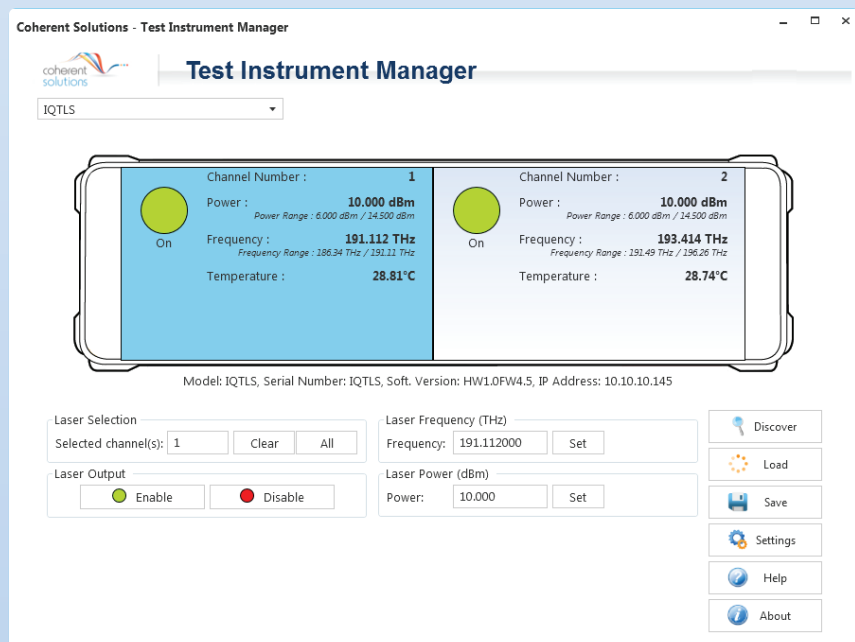 Coherent Solutions - Test Instrument Manager
coherent
solutions
Test Instrument Manager
IQTLS
Channel Number : 1
Power : 10.000 dBm
Power Range : 6.000 dBm / 14.500 dBm
On
Frequency : 191.112 THz
Frequency Range : 186.34 THz / 191.11 THz
Temperature : 28.81°C
Channel Number : 2
Power : 10.000 dBm
Power Range : 6.000 dBm / 14.500 dBm
On
Frequency : 193.414 THz
Frequency Range : 191.49 THz / 196.26 THz
Temperature : 28.74°C
Model: IQTLS, Serial Number: IQTLS, Soft. Version: HW1.0FW4.5, IP Address: 10.10.10.145
Laser Selection
Selected channel(s): 1 Clear All
Laser Output
Enable Disable
Laser Frequency (THz)
Frequency: 191.112000 Set
Laser Power (dBm)
Power: 10.000 Set
Discover
Load
Save
Settings
Help
About